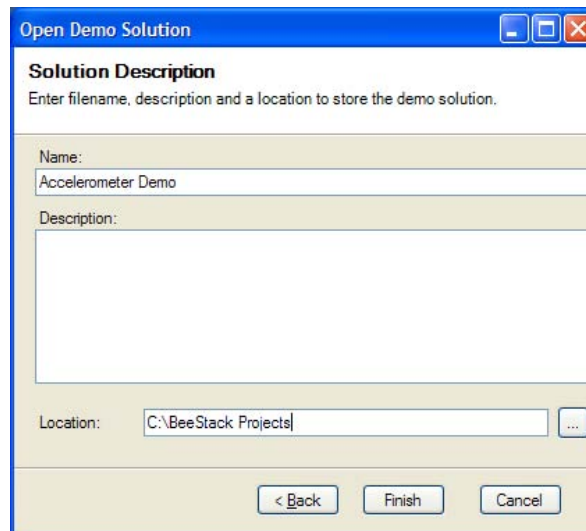 Open Demo Solution
Solution Description
Enter filename, description and a location to store the demo solution.
Name:
Accelerometer Demo
Description:
Location:
C:\BeeStack Projects
...
< Back
Finish
Cancel